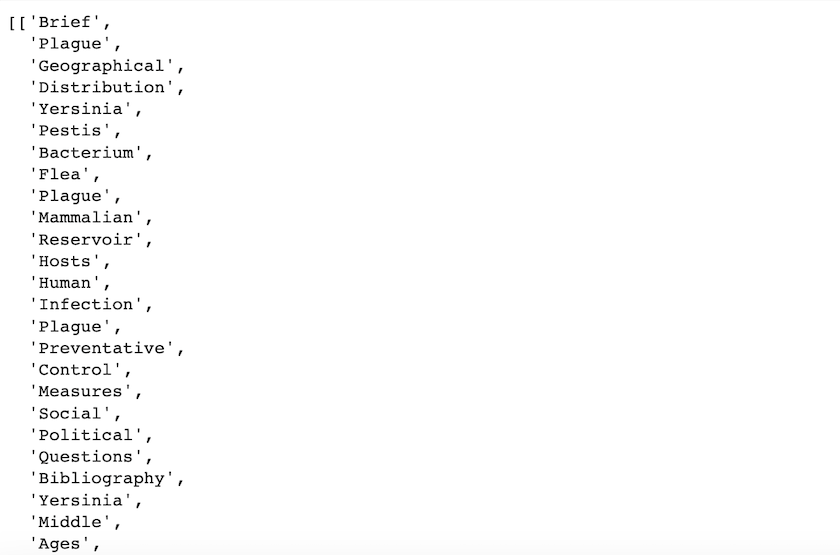 [['Brief',
'Plague',
'Geographical',
'Distribution',
'Yersinia',
'Pestis',
'Bacterium',
'Flea',
'Plague',
'Mammalian',
'Reservoir',
'Hosts',
'Human',
'Infection',
'Plague',
'Preventative',
'Control',
'Measures',
'Social',
'Political',
'Questions',
'Bibliography',
'Yersinia',
'Middle',
'Ages',